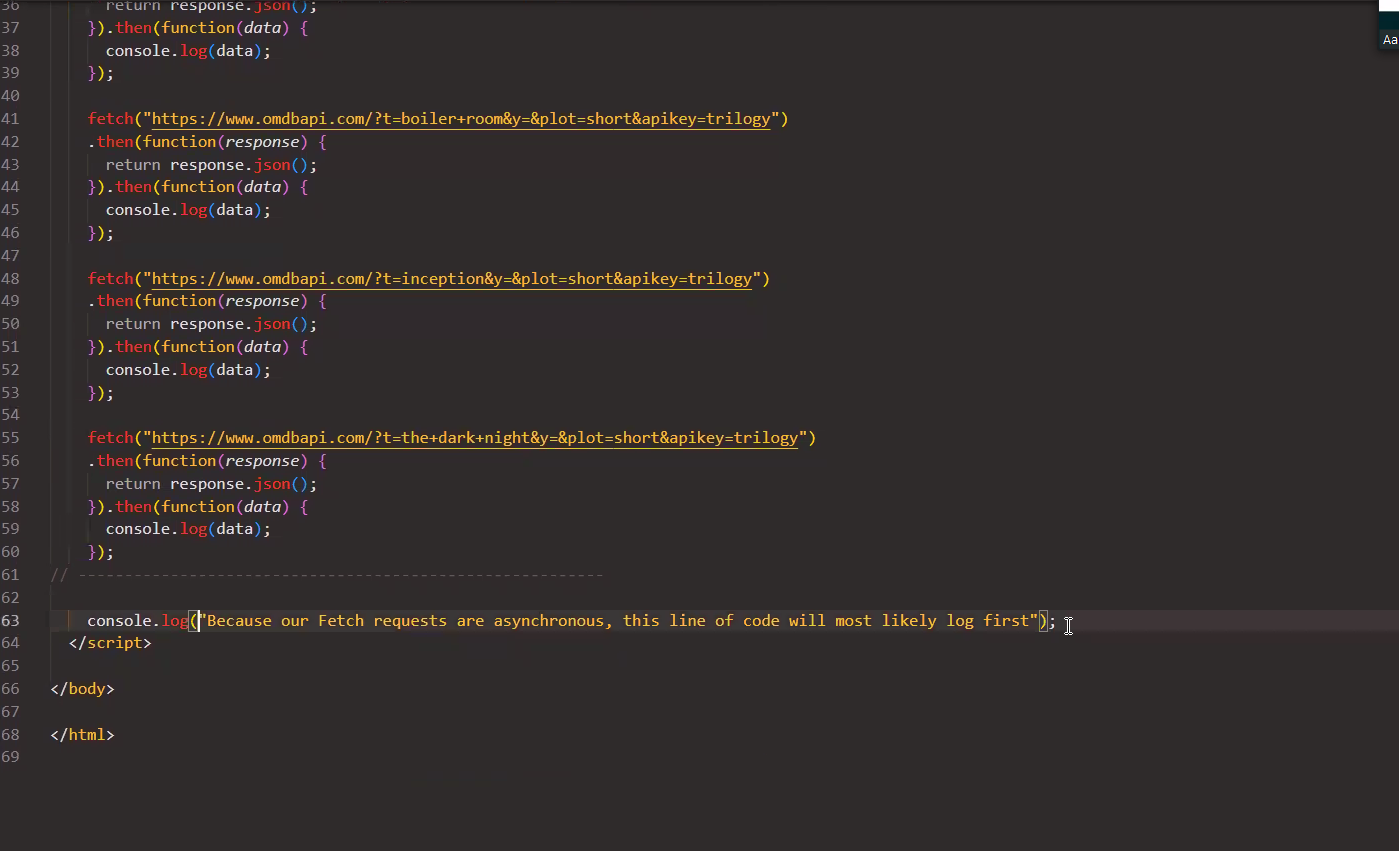 36 return response.json();
37 }).then(function(data) {
38 console.log(data);
39 });
40
41 fetch("https://www.omdbapi.com/?t=boiler+room&y=&plot=short&apikey=trilogy")
42 .then(function(response) {
43 return response.json();
44 }).then(function(data) {
45 console.log(data);
46 });
47
48 fetch("https://www.omdbapi.com/?t=inception&y=&plot=short&apikey=trilogy")
49 .then(function(response) {
50 return response.json();
51 }).then(function(data) {
52 console.log(data);
53 });
54
55 fetch("https://www.omdbapi.com/?t=the+dark+night&y=&plot=short&apikey=trilogy")
56 .then(function(response) {
57 return response.json();
58 }).then(function(data) {
59 console.log(data);
60 });
61 // ---------------------------------------------------------
62
63 console.log("Because our Fetch requests are asynchronous, this line of code will most likely log first");
64 </script>
65
66 </body>
67
68 </html>
69
Aa